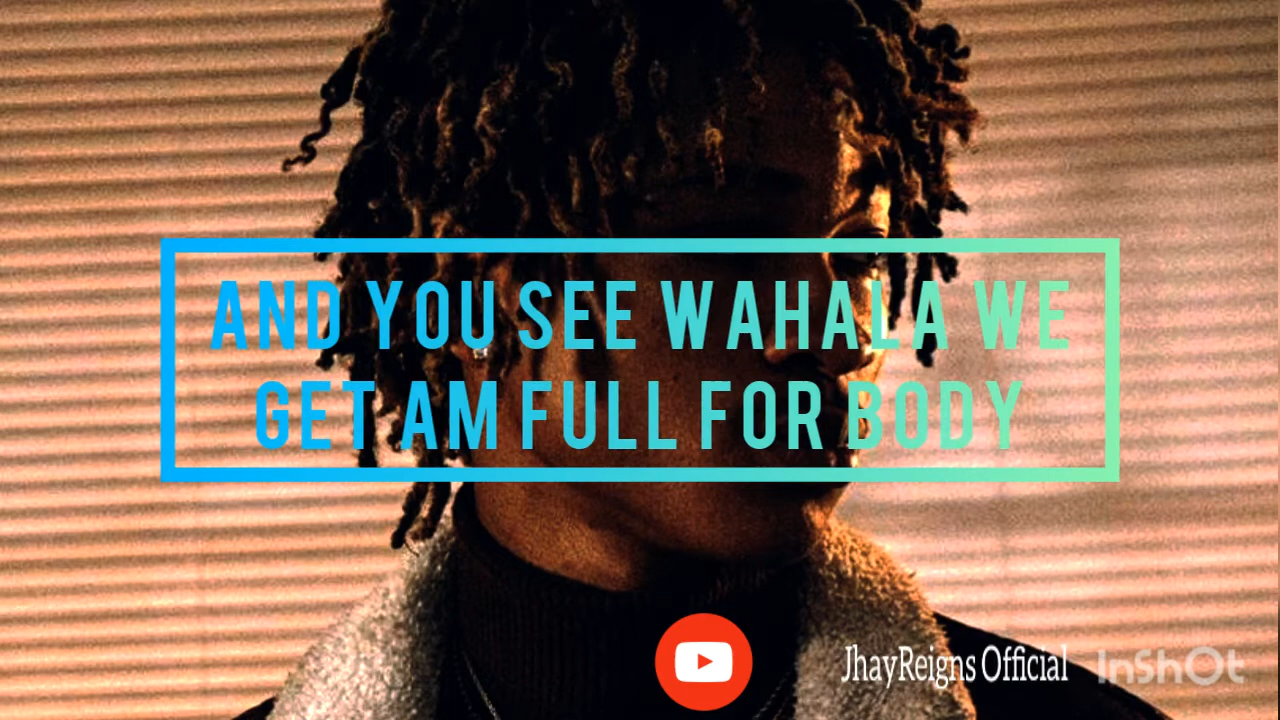 AND YOU SEE WAHALA WE
GET AM FULL FOR BODY
JhayReigns Official
InShOt